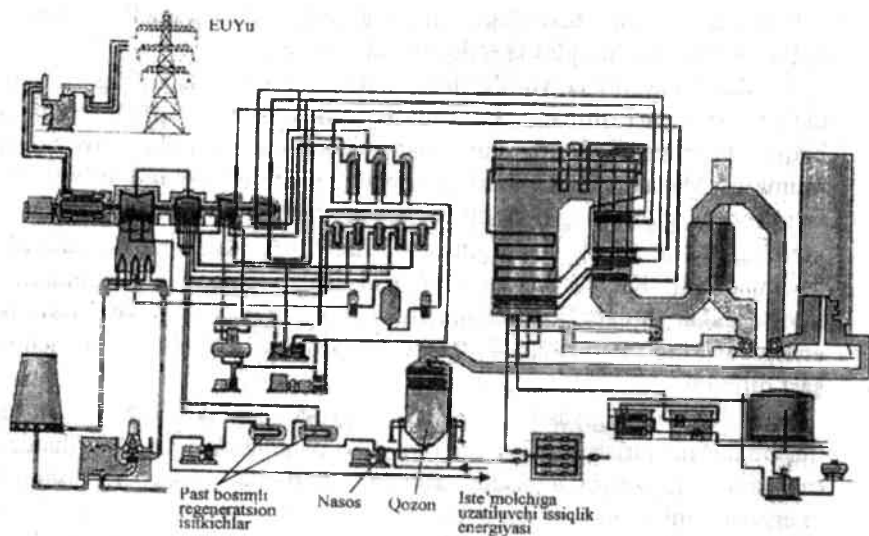 EUYu
Past bosimli
regeneratsion
isitkichlar
Nasos
Qozon
Iste'molchiga
uzatiluvchi issiqlik
energiyasi